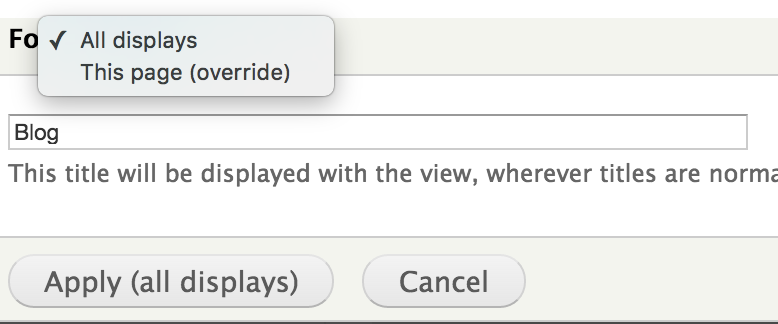 Fo
✓ All displays
This page (override)
Blog
This title will be displayed with the view, wherever titles are norma
Apply (all displays)
Cancel